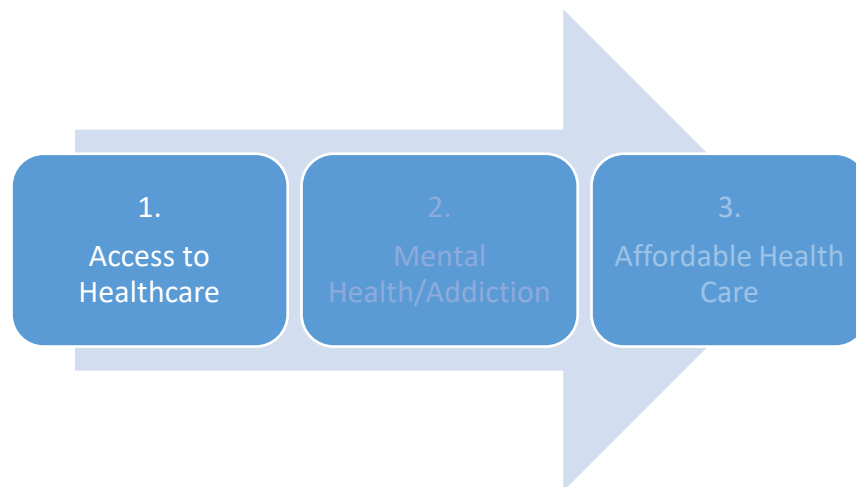 1.
Access to
Healthcare
2.
Mental
Health/Addiction
3.
Affordable Health
Care